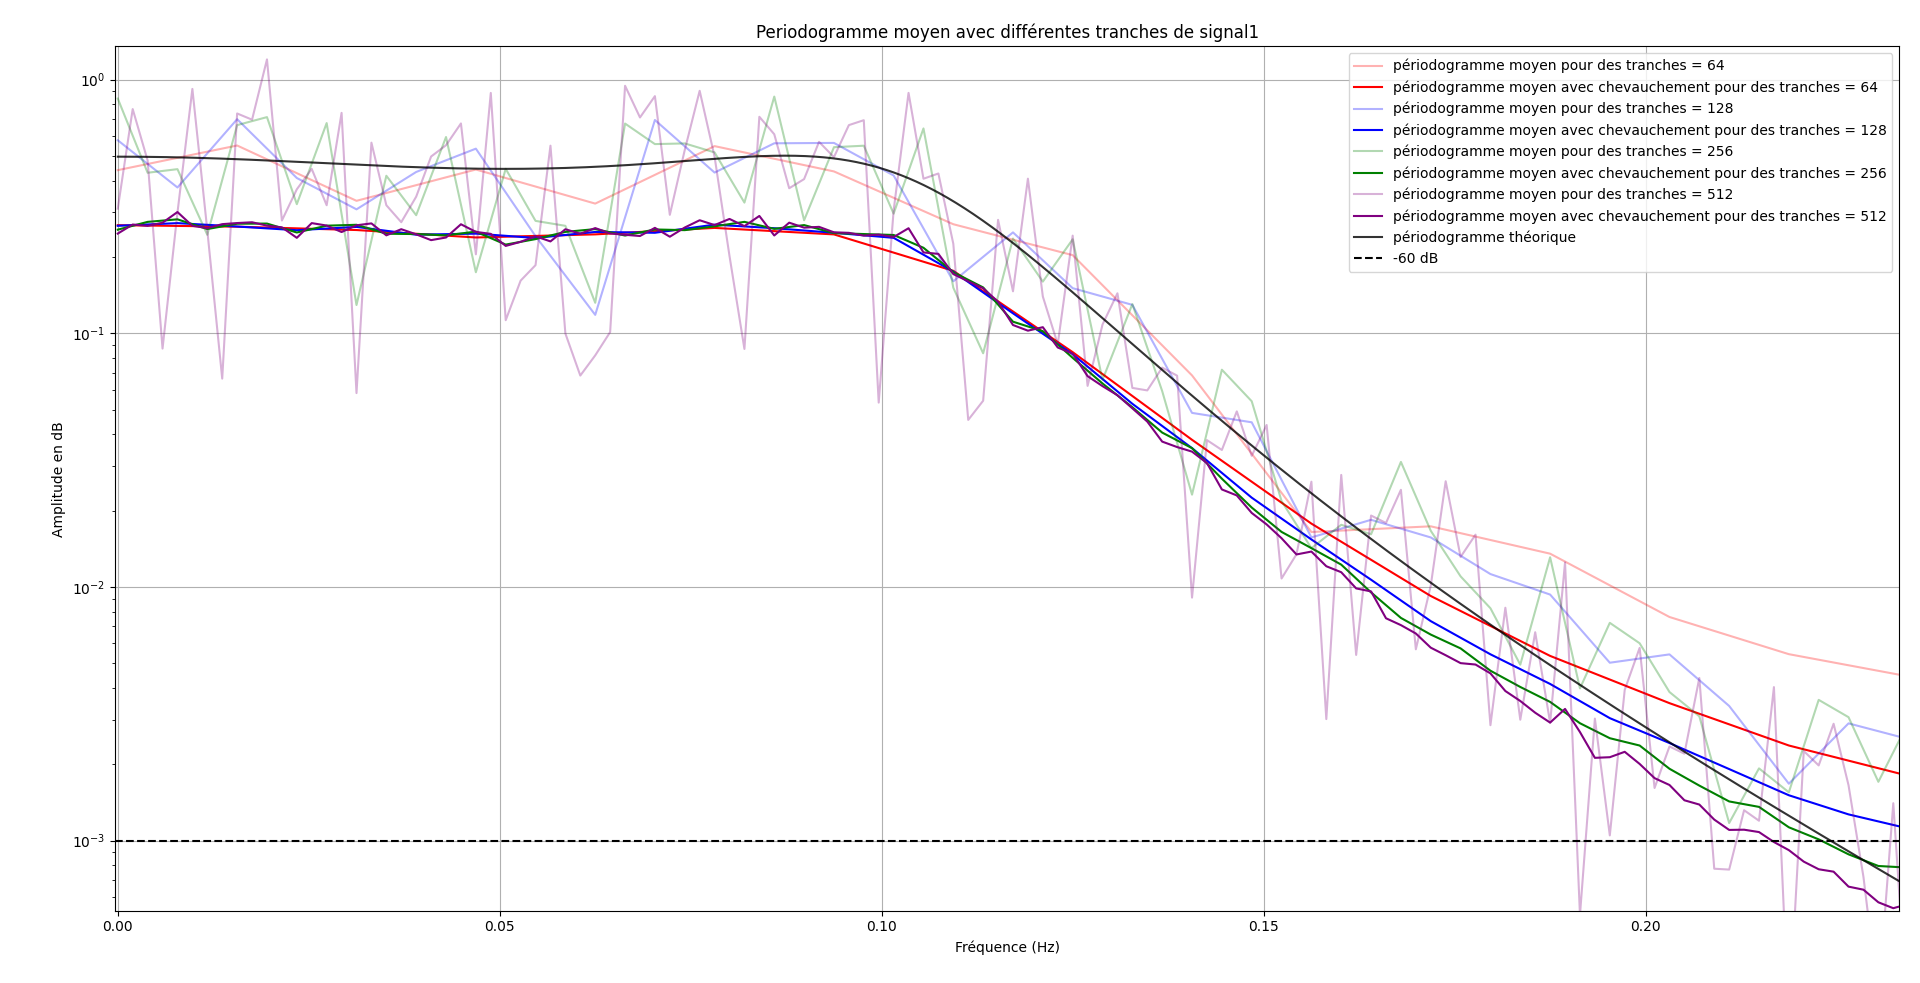 Periodogramme moyen avec différentes tranches de signal1
périodogramme moyen pour des tranches = 64
périodogramme moyen avec chevauchement pour des tranches = 64
périodogramme moyen pour des tranches = 128
périodogramme moyen avec chevauchement pour des tranches = 128
périodogramme moyen pour des tranches = 256
périodogramme moyen avec chevauchement pour des tranches = 256
périodogramme moyen pour des tranches = 512
périodogramme moyen avec chevauchement pour des tranches = 512
périodogramme théorique
-60 dB
Amplitude en dB
10⁰
10⁻¹
10⁻²
10⁻³
0.00 0.05 0.10 0.15 0.20
Fréquence (Hz)